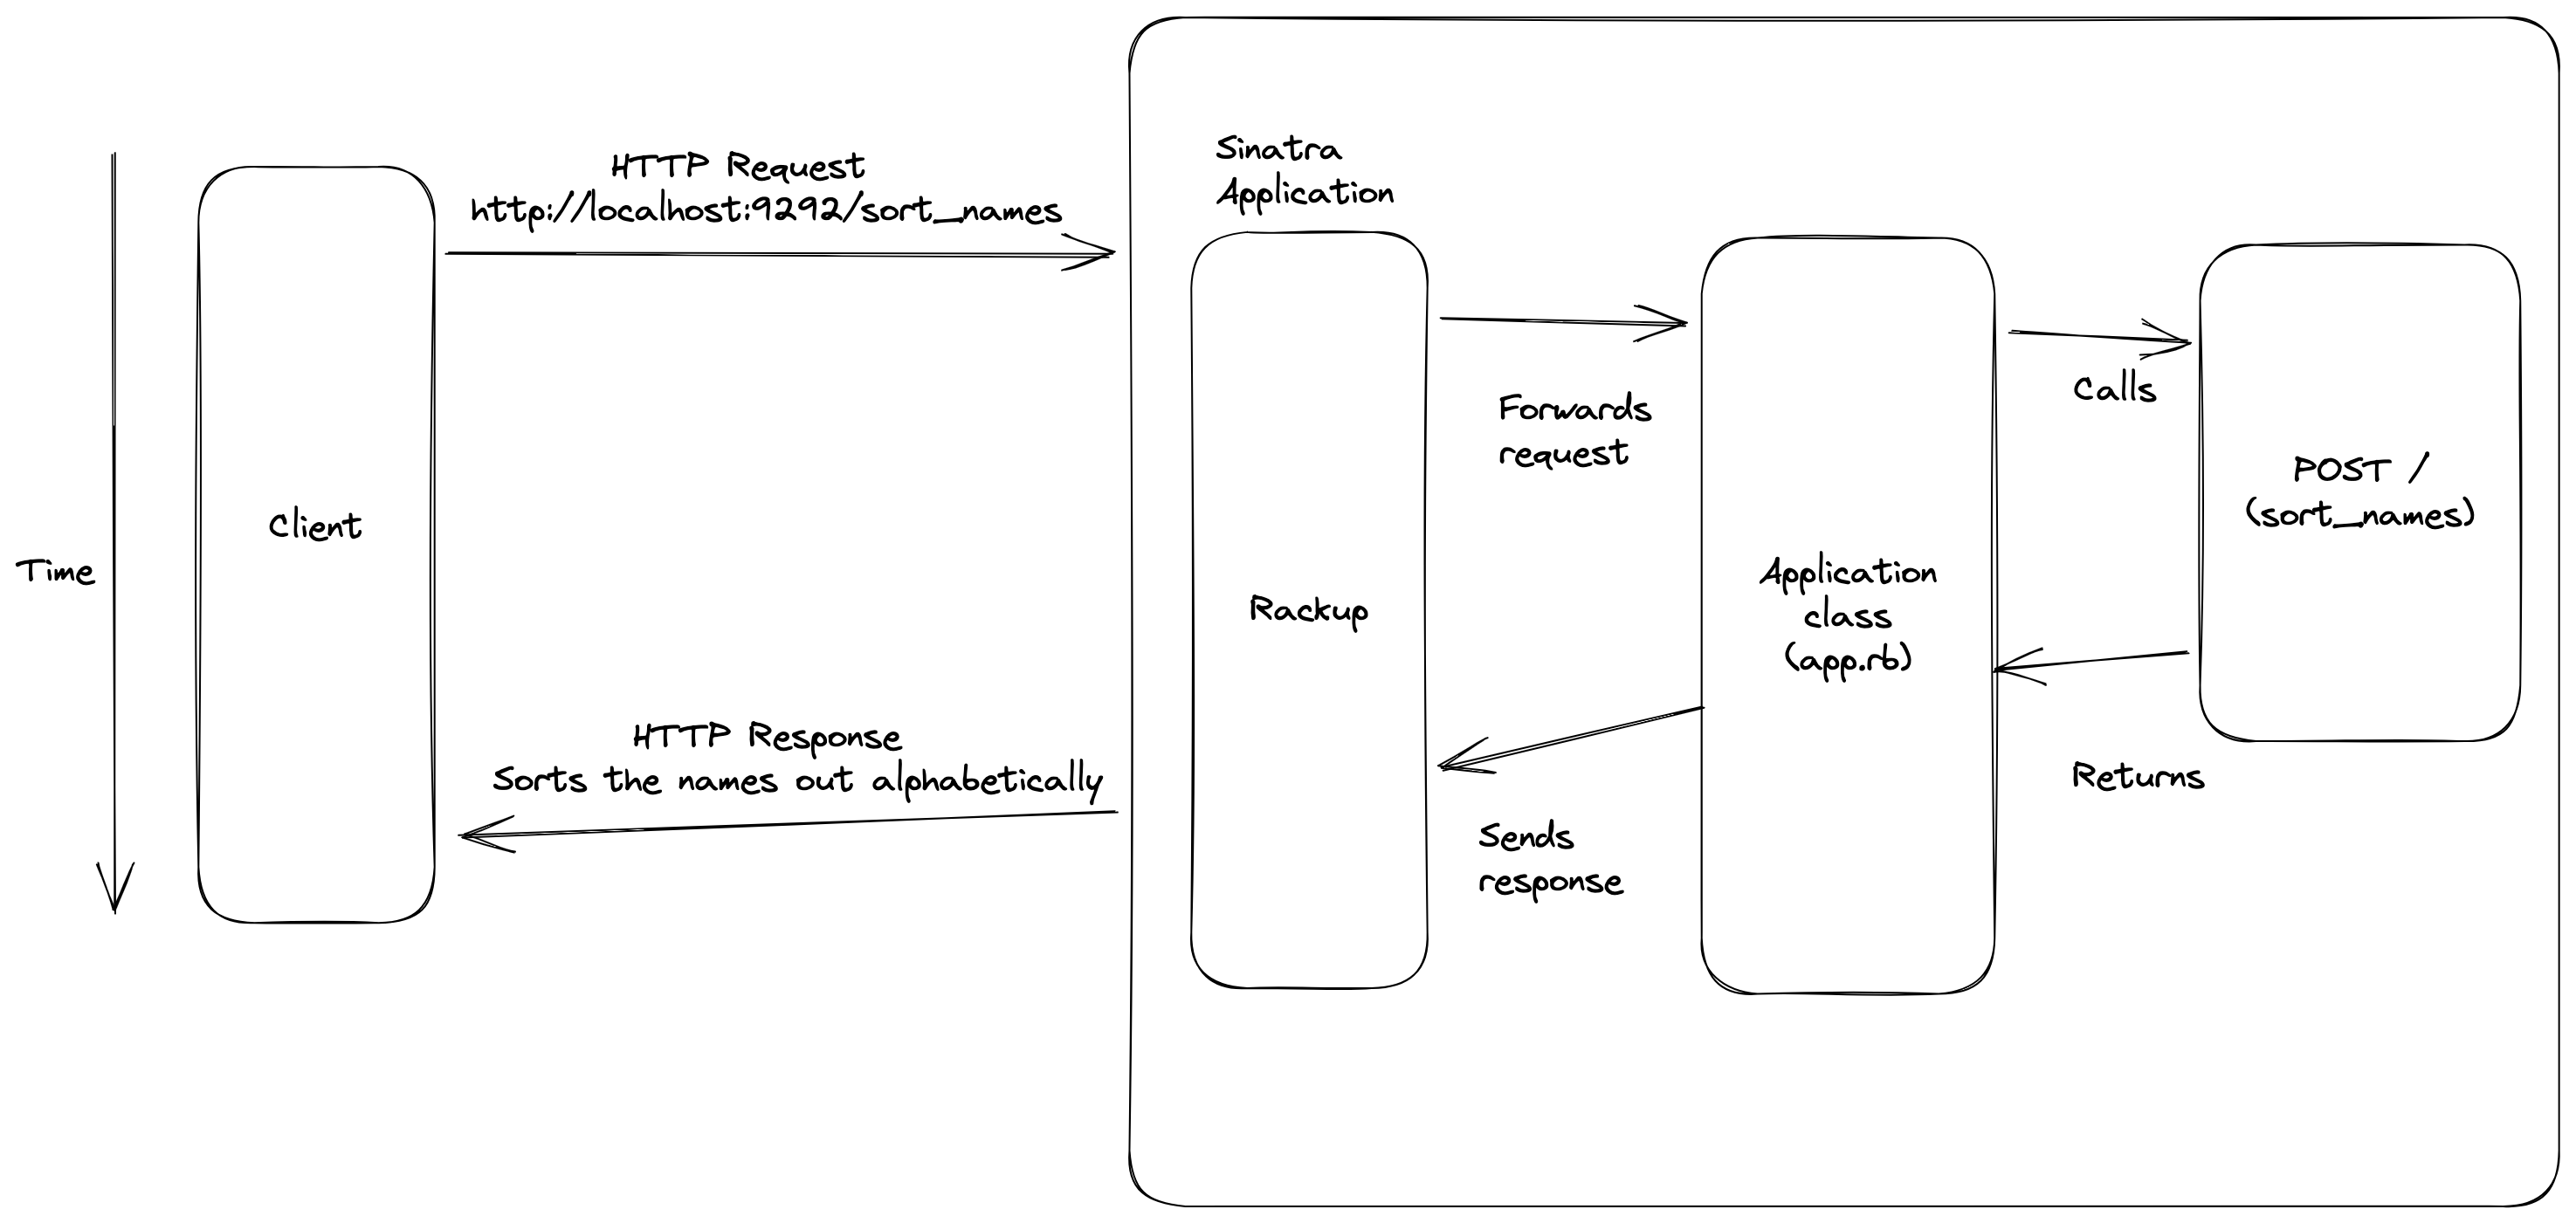 Time
Client
HTTP Request
http://localhost:9292/sort_names
HTTP Response
Sorts the names out alphabetically
Sinatra
Application
Rackup
Forwards
request
Sends
response
Application
class
(app.rb)
Calls
Returns
POST /
(sort_names)